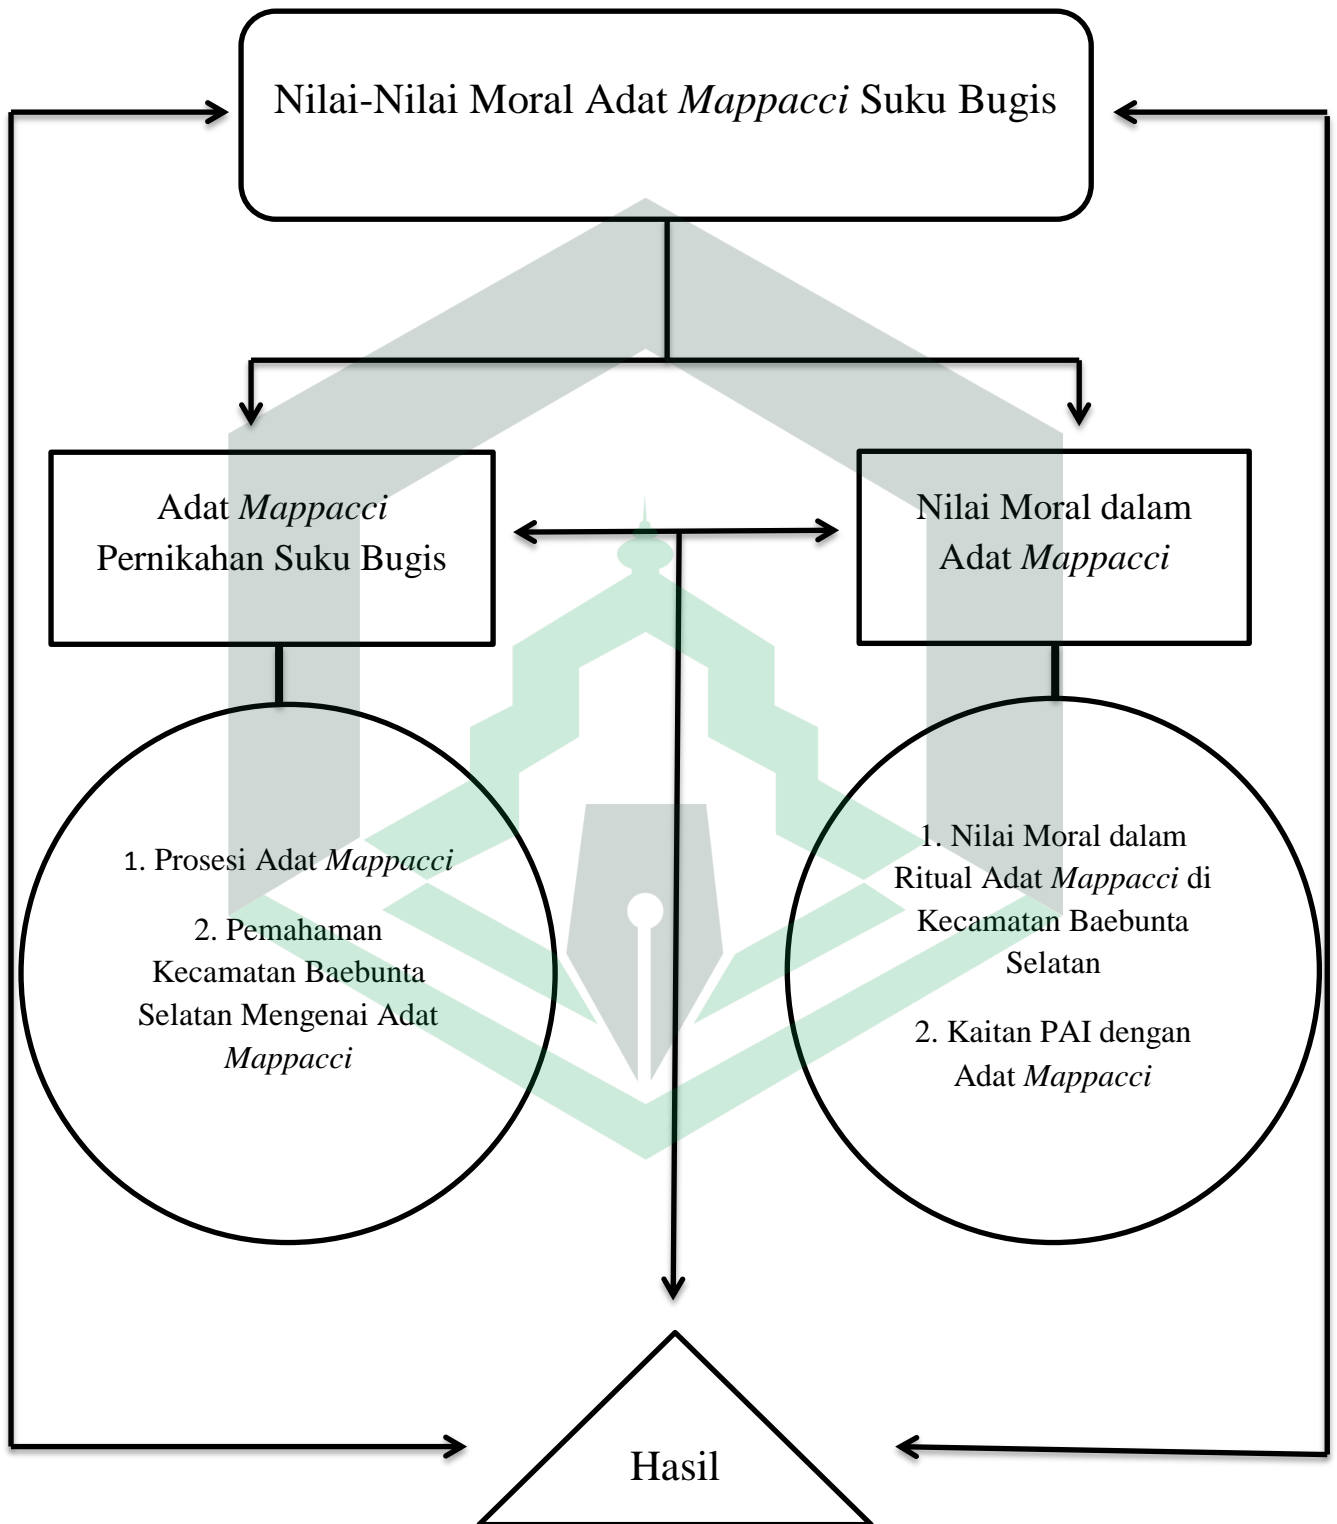 Nilai-Nilai Moral Adat Mappacci Suku Bugis
Adat Mappacci
Pernikahan Suku Bugis
Nilai Moral dalam
Adat Mappacci
1. Prosesi Adat Mappacci
2. Pemahaman
Kecamatan Baebunta
Selatan Mengenai Adat
Mappacci
1. Nilai Moral dalam
Ritual Adat Mappacci di
Kecamatan Baebunta
Selatan
2. Kaitan PAI dengan
Adat Mappacci
Hasil